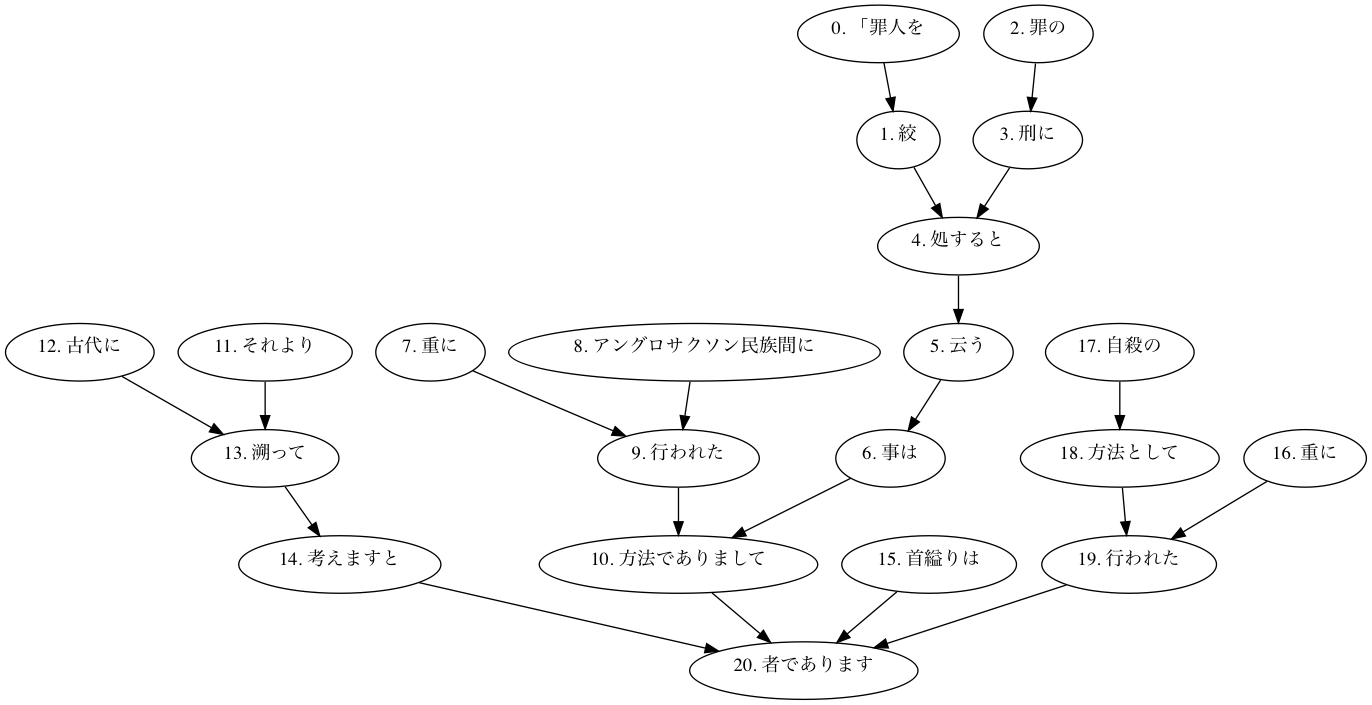 0. 「罪人を
2. 罪の
1. 絞
3. 刑に
4. 処すると
12. 古代に
11. それより
7. 重に
8. アングロサクソン民族間に
5. 云う
17. 自殺の
13. 溯って
9. 行われた
6. 事は
18. 方法として
16. 重に
14. 考えますと
10. 方法でありまして
15. 首縊りは
19. 行われた
20. 者であります